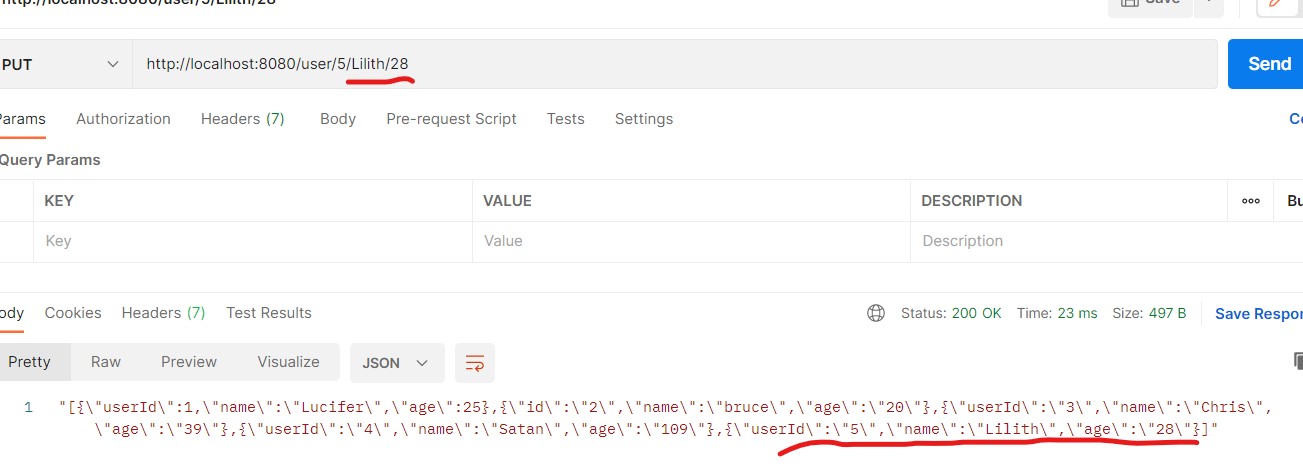 http://localhost:8080/user/5/Lilith/28
Save
PUT
http://localhost:8080/user/5/Lilith/28
Send
Params Authorization Headers (7) Body Pre-request Script Tests Settings
Query Params
KEY VALUE DESCRIPTION ooo Bu
Key Value Description
ody Cookies Headers (7) Test Results Status: 200 OK Time: 23 ms Size: 497 B Save Respor
Pretty Raw Preview Visualize JSON
1 "[{\"userId\":1,\"name\":\"Lucifer\",\"age\":25},{\"id\":\"2\",\"name\":\"bruce\",\"age\":\"20\"},{\"userId\":\"3\",\"name\":\"Chris\",
\"age\":\"39\"},{\"userId\":\"4\",\"name\":\"Satan\",\"age\":\"109\"},{\"userId\":\"5\",\"name\":\"Lilith\",\"age\":\"28\"}]"